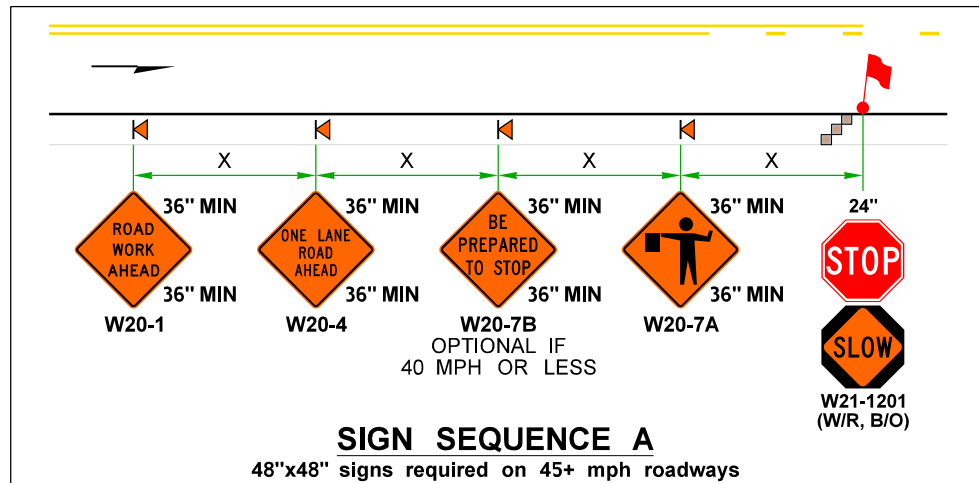 X X X X
36" MIN 36" MIN 36" MIN 36" MIN 24"
ROAD
WORK
AHEAD
ONE LANE
ROAD
AHEAD
BE
PREPARED
TO STOP
STOP
36" MIN 36" MIN 36" MIN 36" MIN
W20-1 W20-4 W20-7B W20-7A
OPTIONAL IF
40 MPH OR LESS
SLOW
W21-1201
(W/R, B/O)
SIGN SEQUENCE A
48"x48" signs required on 45+ mph roadways